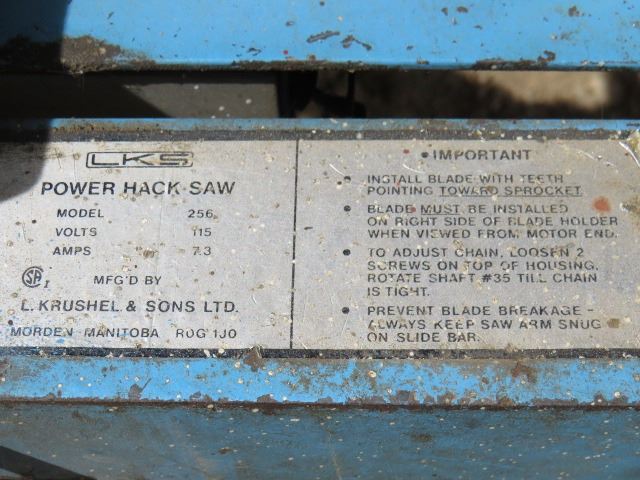 LKS
POWER HACK SAW
MODEL 256
VOLTS 115
AMPS 7.3
SA I
MFG'D BY
L. KRUSHEL & SONS LTD.
MORDEN MANITOBA R0G 1J0
• IMPORTANT
• INSTALL BLADE WITH TEETH
POINTING TOWARD SPROCKET
• BLADE MUST BE INSTALLED
ON RIGHT SIDE OF BLADE HOLDER
WHEN VIEWED FROM MOTOR END.
• TO ADJUST CHAIN, LOOSEN 2
SCREWS ON TOP OF HOUSING.
ROTATE SHAFT #35 TILL CHAIN
IS TIGHT.
• PREVENT BLADE BREAKAGE -
ALWAYS KEEP SAW ARM SNUG
ON SLIDE BAR.